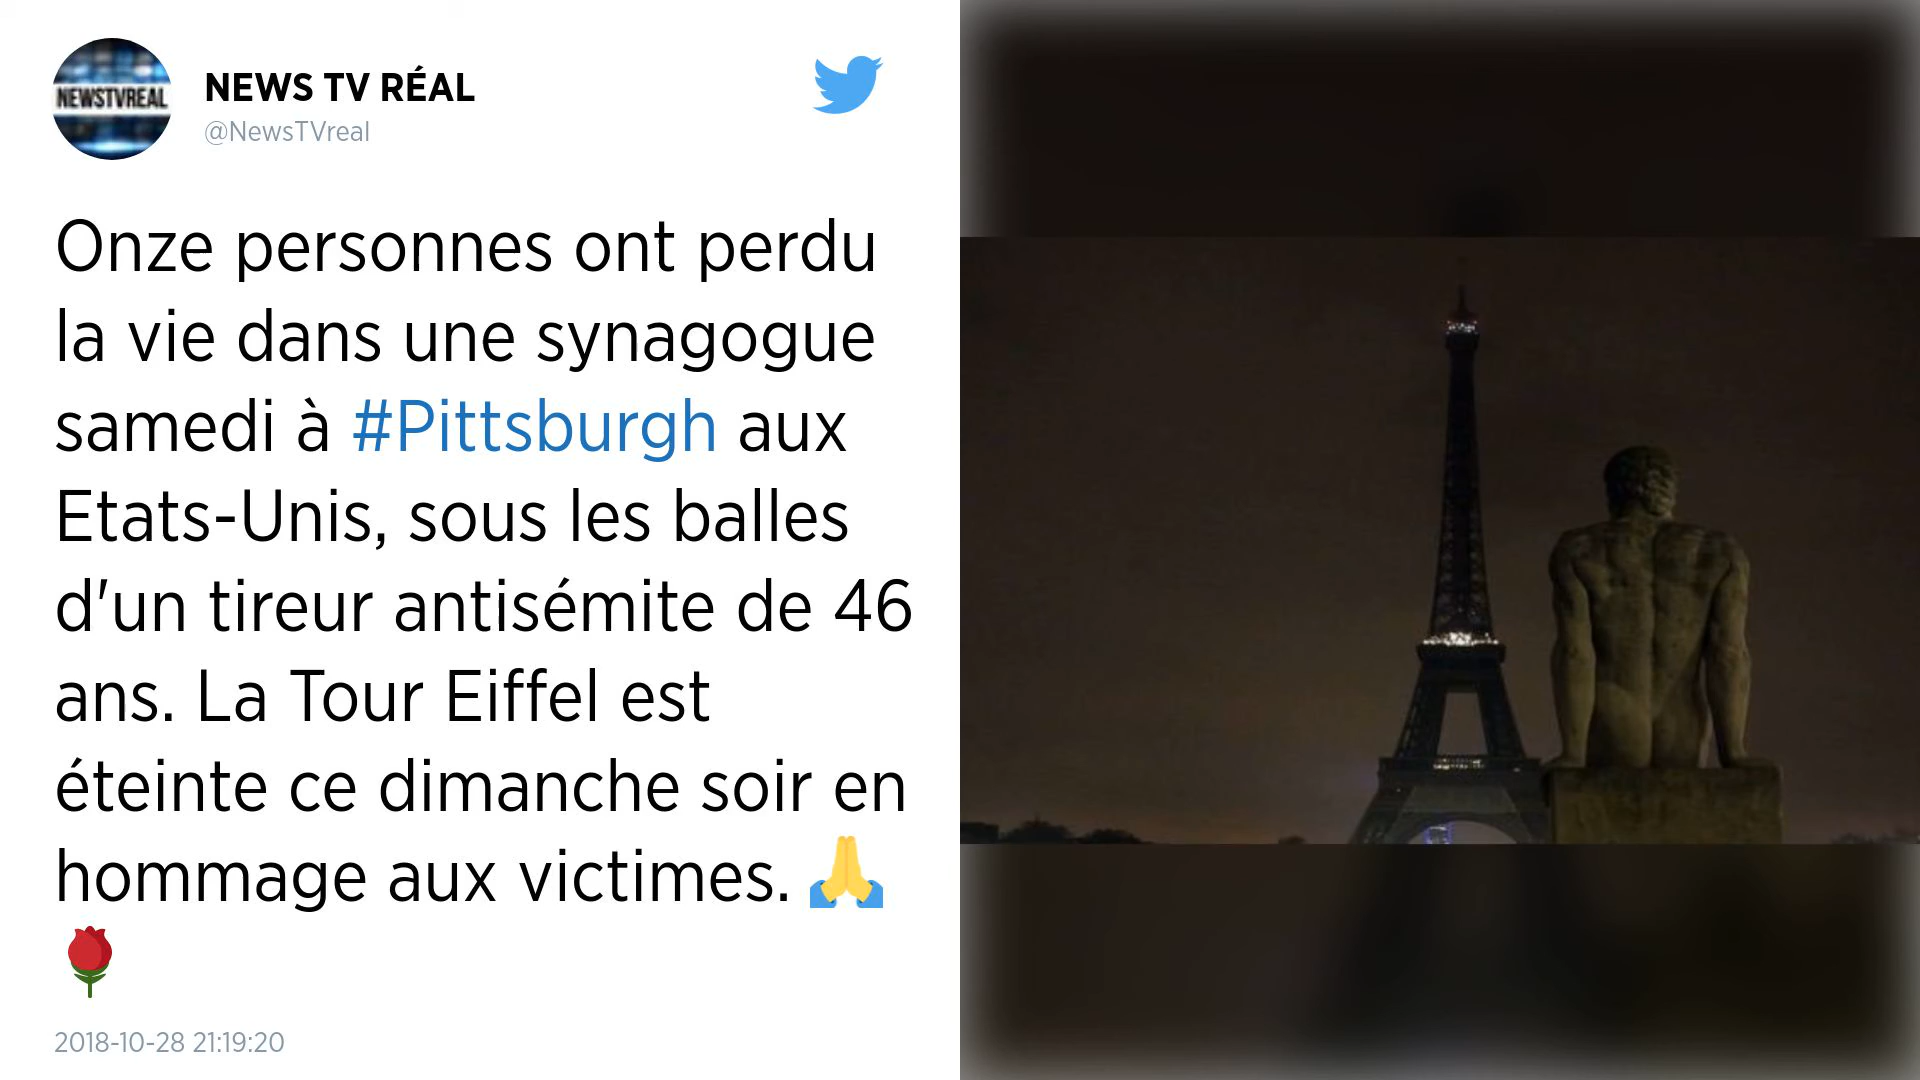 NEWSTVREAL
NEWS TV RÉAL
@NewsTVreal
Onze personnes ont perdu
la vie dans une synagogue
samedi à #Pittsburgh aux
Etats-Unis, sous les balles
d'un tireur antisémite de 46
ans. La Tour Eiffel est
éteinte ce dimanche soir en
hommage aux victimes. 🙏
🌹
2018-10-28 21:19:20